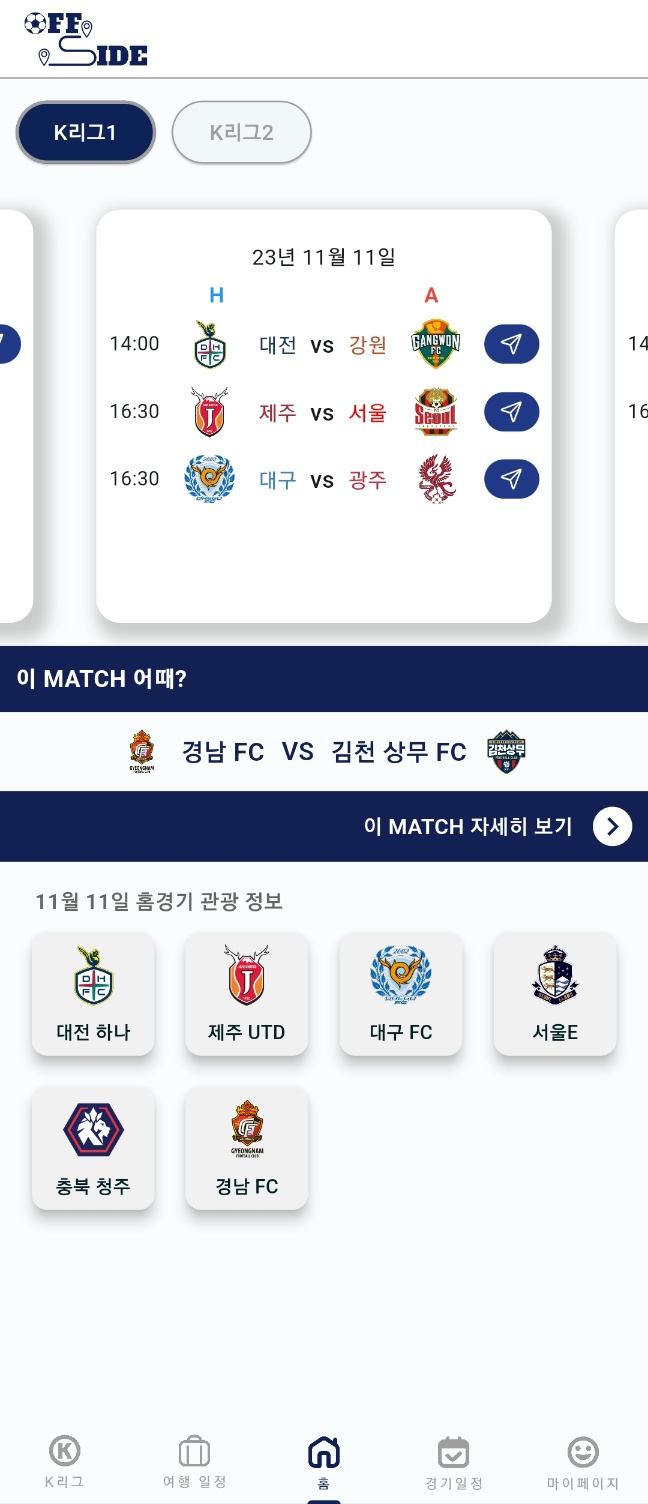 OFF
SIDE
K리그1 K리그2
23년 11월 11일
H A
14:00 대전 vs 강원 GANGWON FC
16:30 제주 vs 서울 Seoul
16:30 대구 vs 광주
14
16
이 MATCH 어때?
경남 FC VS 김천 상무 FC
이 MATCH 자세히 보기
11월 11일 홈경기 관광 정보
대전 하나 제주 UTD 대구 FC 서울E
충북 청주 경남 FC
K리그 여행 일정 홈 경기일정 마이페이지